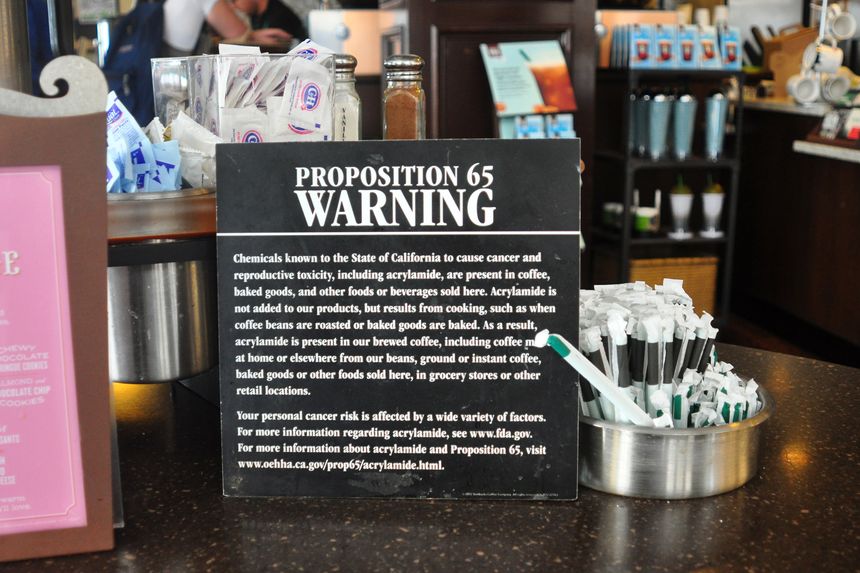 PROPOSITION 65
WARNING
Chemicals known to the State of California to cause cancer and
reproductive toxicity, including acrylamide, are present in coffee,
baked goods, and other foods or beverages sold here. Acrylamide is
not added to our products, but results from cooking, such as when
coffee beans are roasted or baked goods are baked. As a result,
acrylamide is present in our brewed coffee, including coffee
at home or elsewhere from our beans, ground or instant coffee,
baked goods or other foods sold here, in grocery stores or other
retail locations.
Your personal cancer risk is affected by a wide variety of factors.
For more information regarding acrylamide, see www.fda.gov.
For more information about acrylamide and Proposition 65, visit
www.oehha.ca.gov/prop65/acrylamide.html.
CHEWY
CHOCOLATE
COOKIES
ALMOND and
CHOCOLATE CHIP
COOKIES
warm